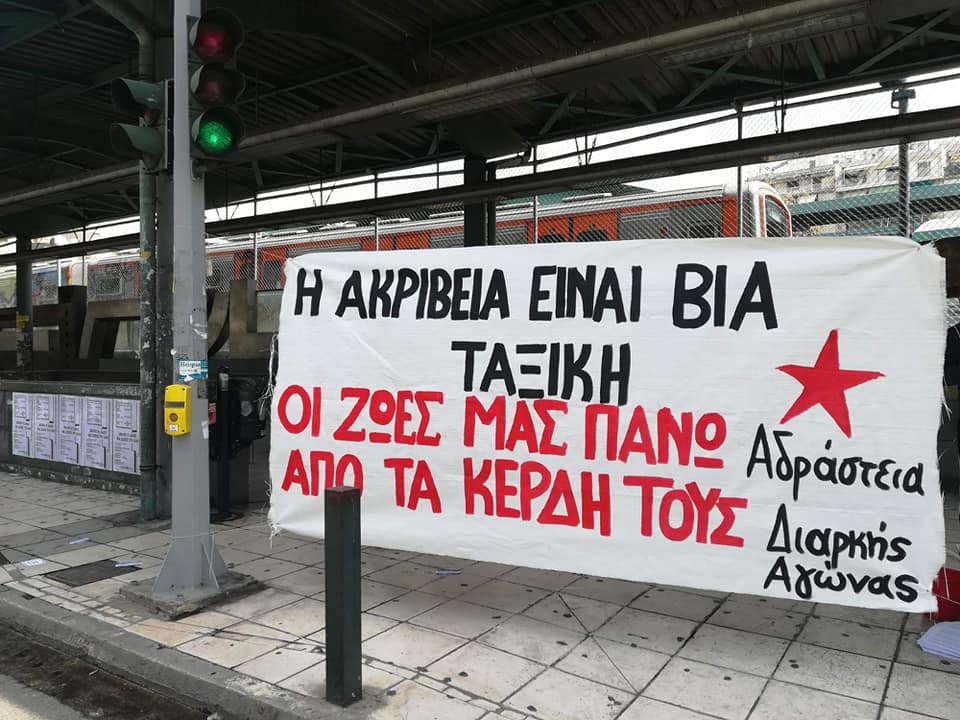 Η ΑΚΡΙΒΕΙΑ ΕΙΝΑΙ ΒΙΑ
ΤΑΞΙΚΗ
ΟΙ ΖΩΕΣ ΜΑΣ ΠΑΝΩ
ΑΠΟ ΤΑ ΚΕΡΔΗ ΤΟΥΣ
Αδράστεια
Διαρκής
Αγώνας